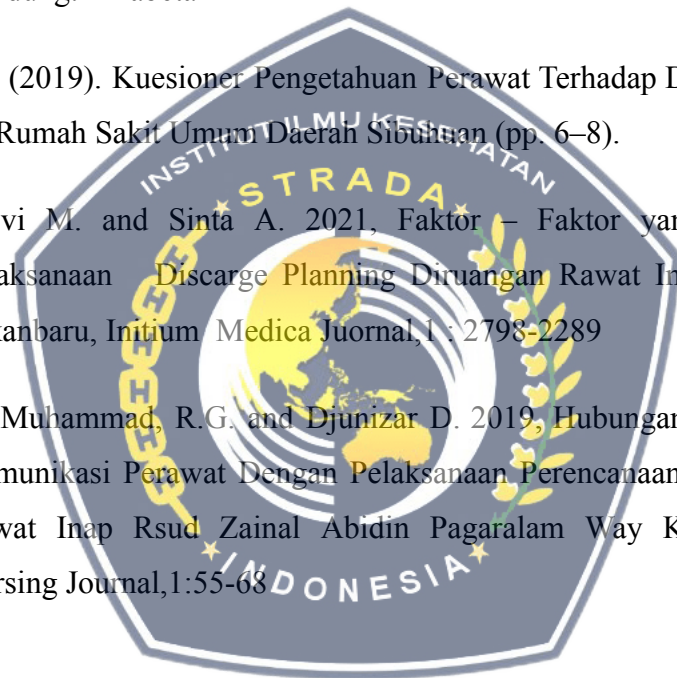 (2019). Kuesioner Pengetahuan Perawat Terhadap D
Rumah Sakit Umum Daerah Sibuhuan (pp. 6–8).
INSTITUT ILMU KESEHATAN
STRADA
vi M. and Sinta A. 2021, Faktor – Faktor yan
aksanaan Discarge Planning Diruangan Rawat In
kanbaru, Initium Medica Juornal,1 : 2798-2289
Muhammad, R.G. and Djunizar D. 2019, Hubungan
munikasi Perawat Dengan Pelaksanaan Perencanaan
wat Inap Rsud Zainal Abidin Pagaralam Way K
rsing Journal,1:55-68
INDONESIA